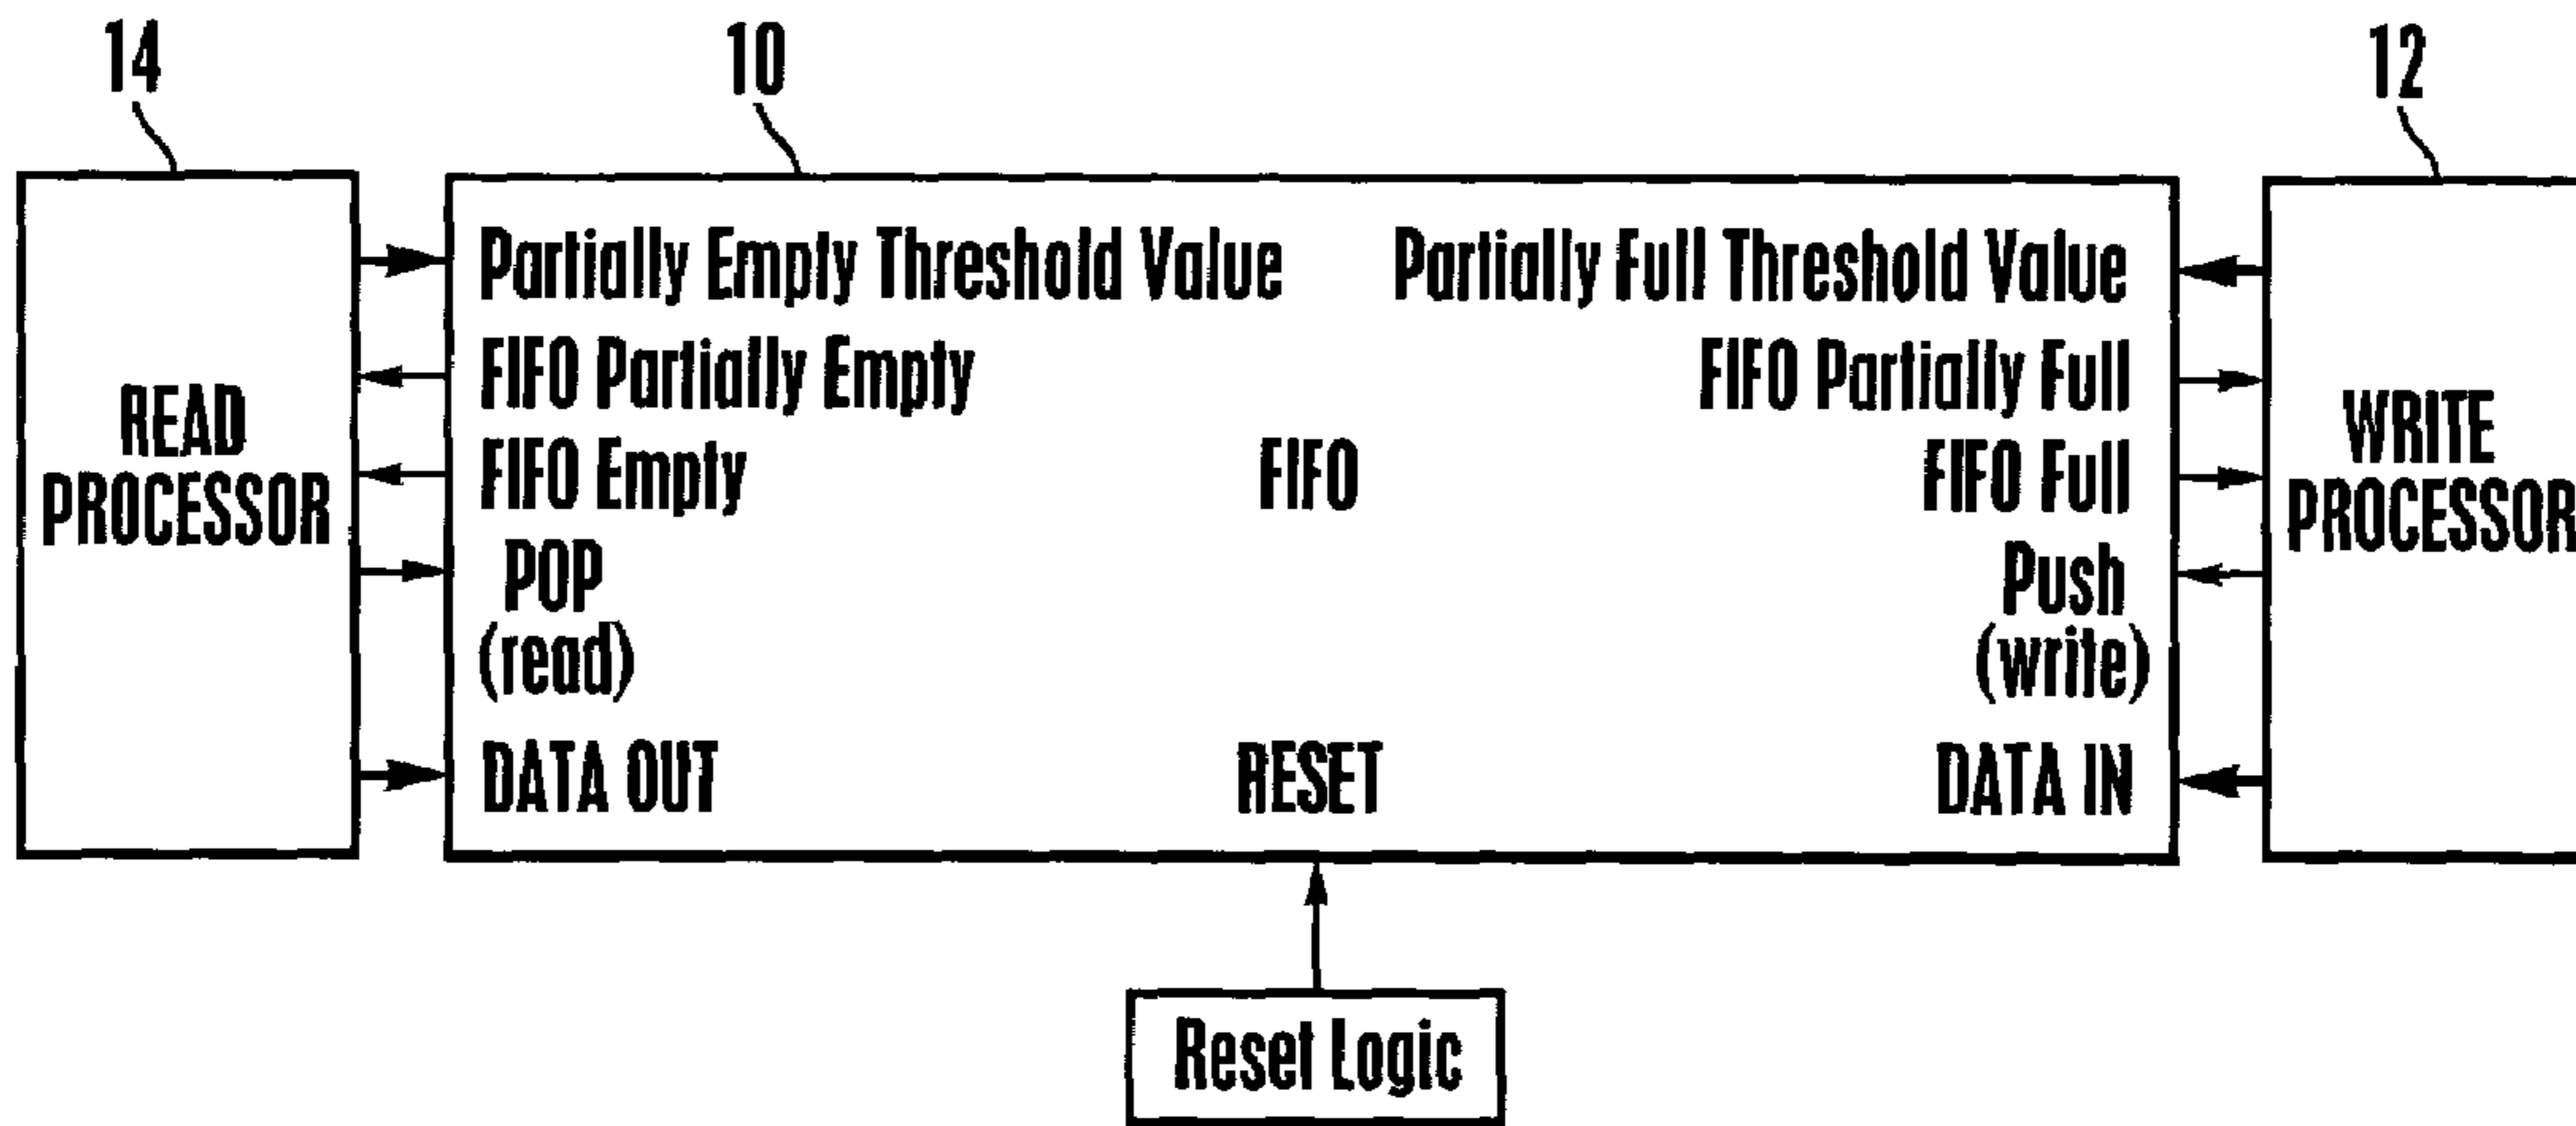 14
10
12
READ
PROCESSOR
Partially Empty Threshold Value
FIFO Partially Empty
FIFO Empty
POP
(read)
DATA OUT
FIFO
RESET
Partially Full Threshold Value
FIFO Partially Full
FIFO Full
Push
(write)
DATA IN
WRITE
PROCESSOR
Reset Logic